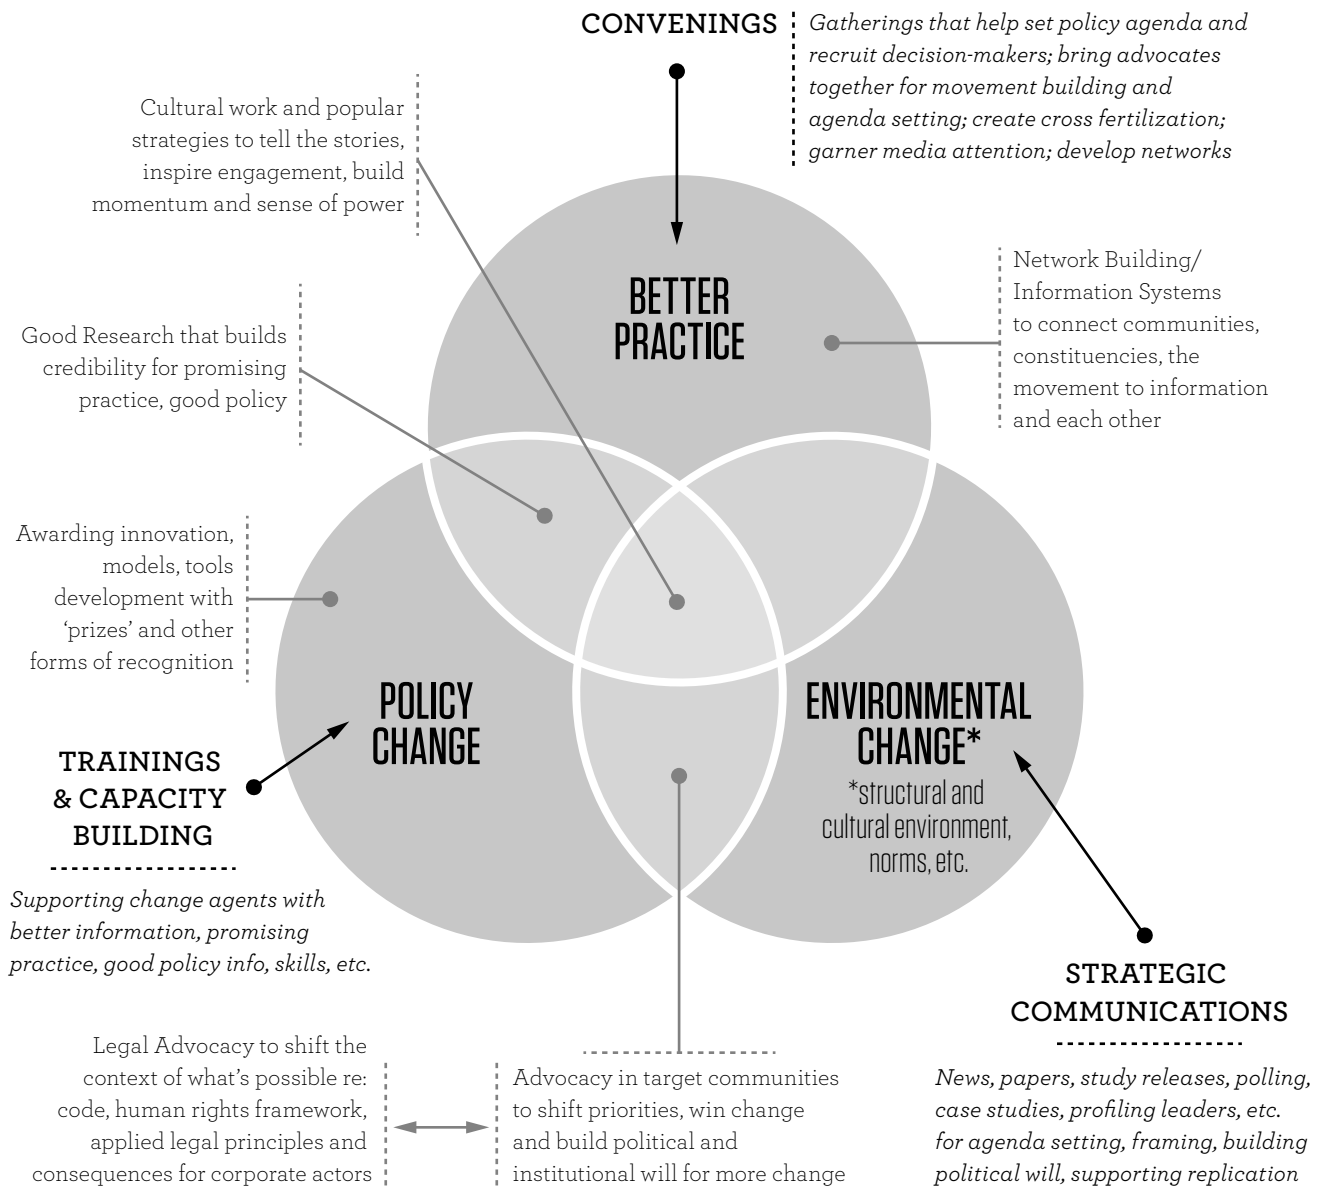 CONVENINGS
Gatherings that help set policy agenda and
recruit decision-makers; bring advocates
together for movement building and
agenda setting; create cross fertilization;
garner media attention; develop networks
Cultural work and popular
strategies to tell the stories,
inspire engagement, build
momentum and sense of power
Network Building/
Information Systems
to connect communities,
constituencies, the
movement to information
and each other
BETTER
PRACTICE
Good Research that builds
credibility for promising
practice, good policy
Awarding innovation,
models, tools
development with
‘prizes’ and other
forms of recognition
POLICY
CHANGE
ENVIRONMENTAL
CHANGE*
*structural and
cultural environment,
norms, etc.
TRAININGS
& CAPACITY
BUILDING
Supporting change agents with
better information, promising
practice, good policy info, skills, etc.
STRATEGIC
COMMUNICATIONS
News, papers, study releases, polling,
case studies, profiling leaders, etc.
for agenda setting, framing, building
political will, supporting replication
Legal Advocacy to shift the
context of what’s possible re:
code, human rights framework,
applied legal principles and
consequences for corporate actors
Advocacy in target communities
to shift priorities, win change
and build political and
institutional will for more change